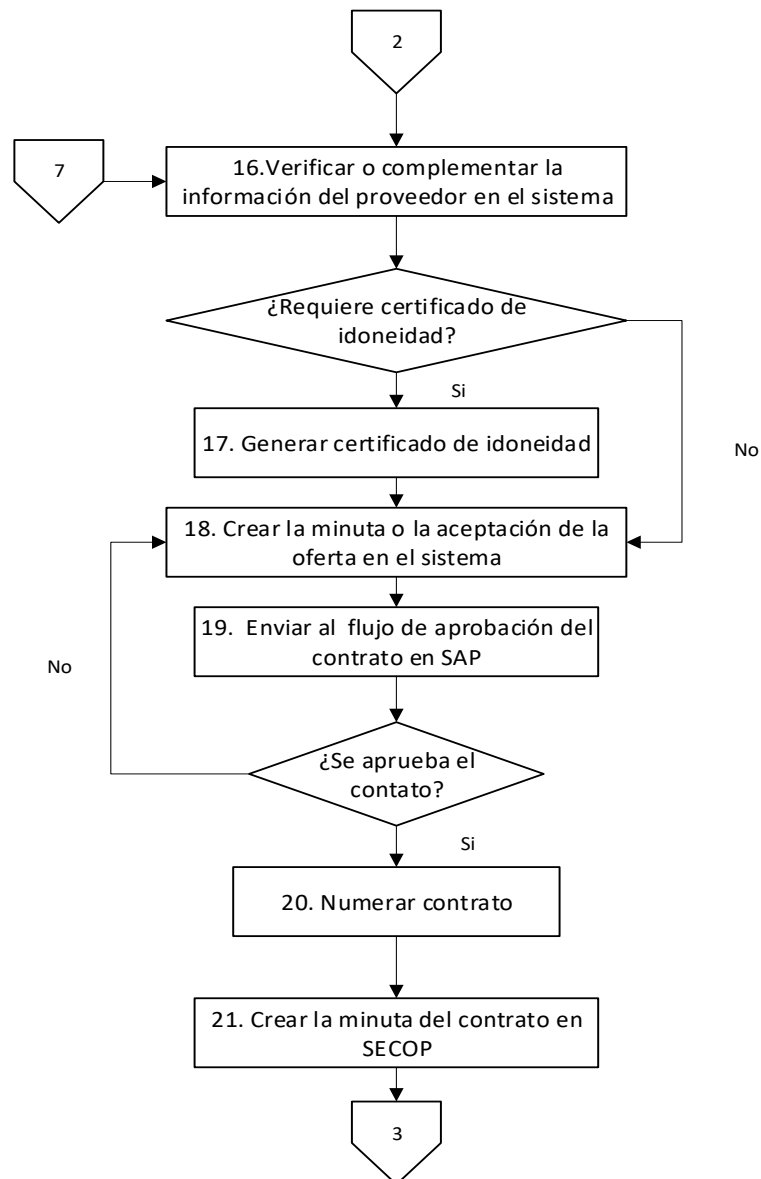 2
7
16.Verificar o complementar la
información del proveedor en el sistema
¿Requiere certificado de
idoneidad?
Si
17. Generar certificado de idoneidad
No
18. Crear la minuta o la aceptación de la
oferta en el sistema
19. Enviar al flujo de aprobación del
contrato en SAP
No
¿Se aprueba el
contato?
Si
20. Numerar contrato
21. Crear la minuta del contrato en
SECOP
3